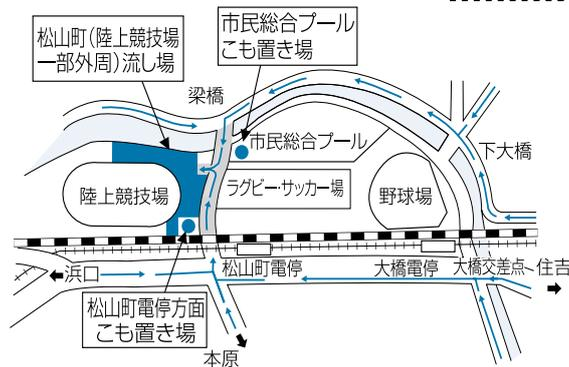 松山町(陸上競技場
一部外周)流し場
市民総合プール
こも置き場
梁橋
市民総合プール
下大橋
陸上競技場
ラグビー・サッカー場
野球場
浜口
松山町電停
大橋電停
大橋交差点
住吉
松山町電停方面
こも置き場
本原